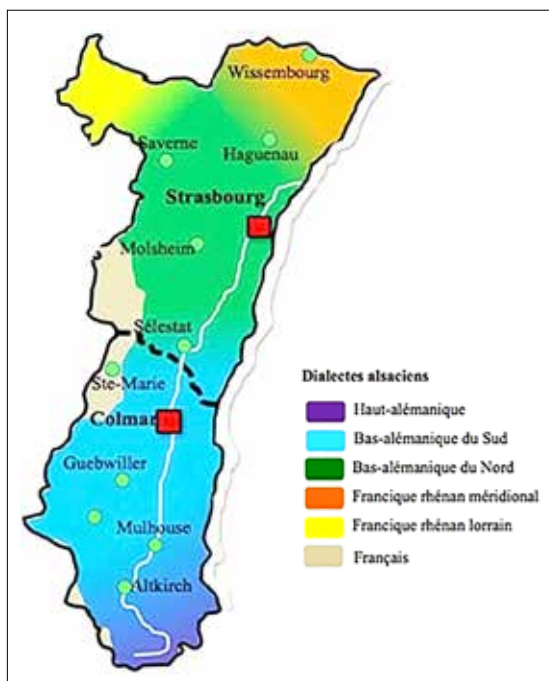 Wissembourg
Saverne
Haguenau
Strasbourg
Molsheim
Sélestat
Ste-Marie
Colmar
Guebwiller
Mulhouse
Altkirch
Dialectes alsaciens
Haut-alémanique
Bas-alémanique du Sud
Bas-alémanique du Nord
Francique rhénan méridional
Francique rhénan lorrain
Français